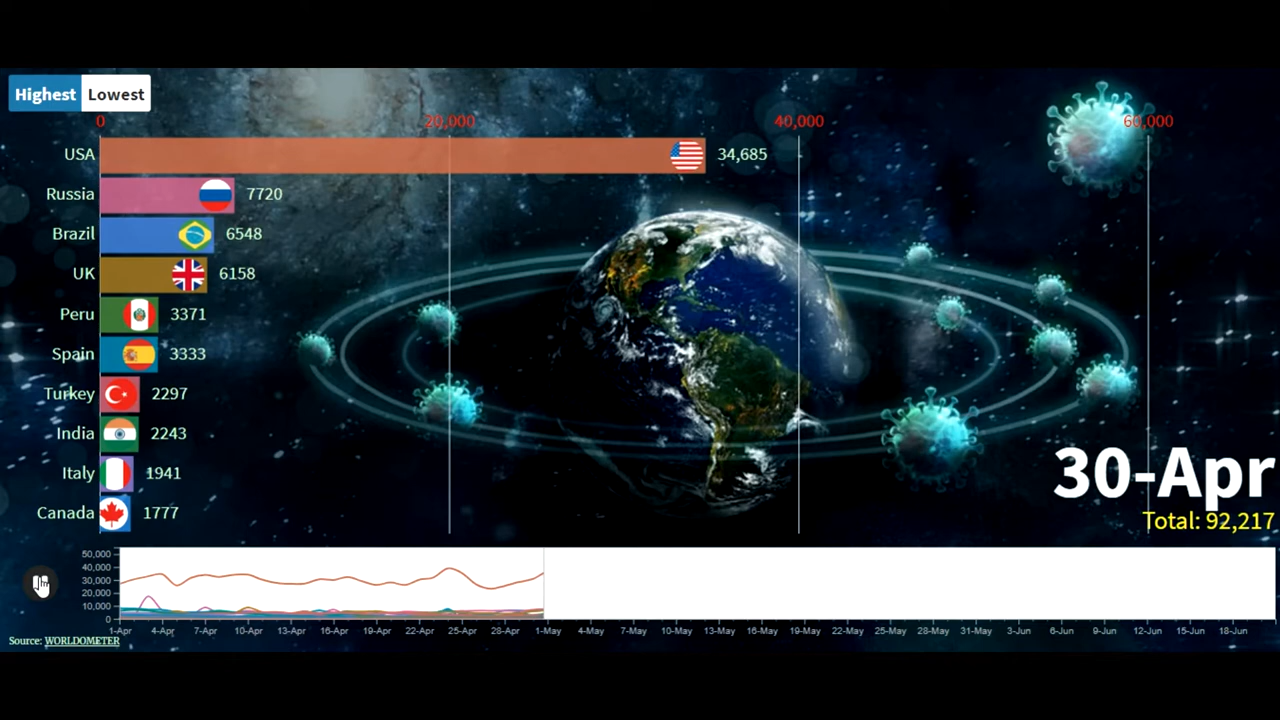 Highest Lowest
0 20,000 40,000 60,000
USA 34,685
Russia 7720
Brazil 6548
UK 6158
Peru 3371
Spain 3333
Turkey 2297
India 2243
Italy 1941
Canada 1777
30-Apr
Total: 92,217
50,000
40,000
30,000
20,000
10,000
0
1-Apr 4-Apr 7-Apr 10-Apr 13-Apr 16-Apr 19-Apr 22-Apr 25-Apr 28-Apr 1-May 4-May 7-May 10-May 13-May 16-May 19-May 22-May 25-May 28-May 31-May 3-Jun 6-Jun 9-Jun 12-Jun 15-Jun 18-Jun
Source: WORLDOMETER